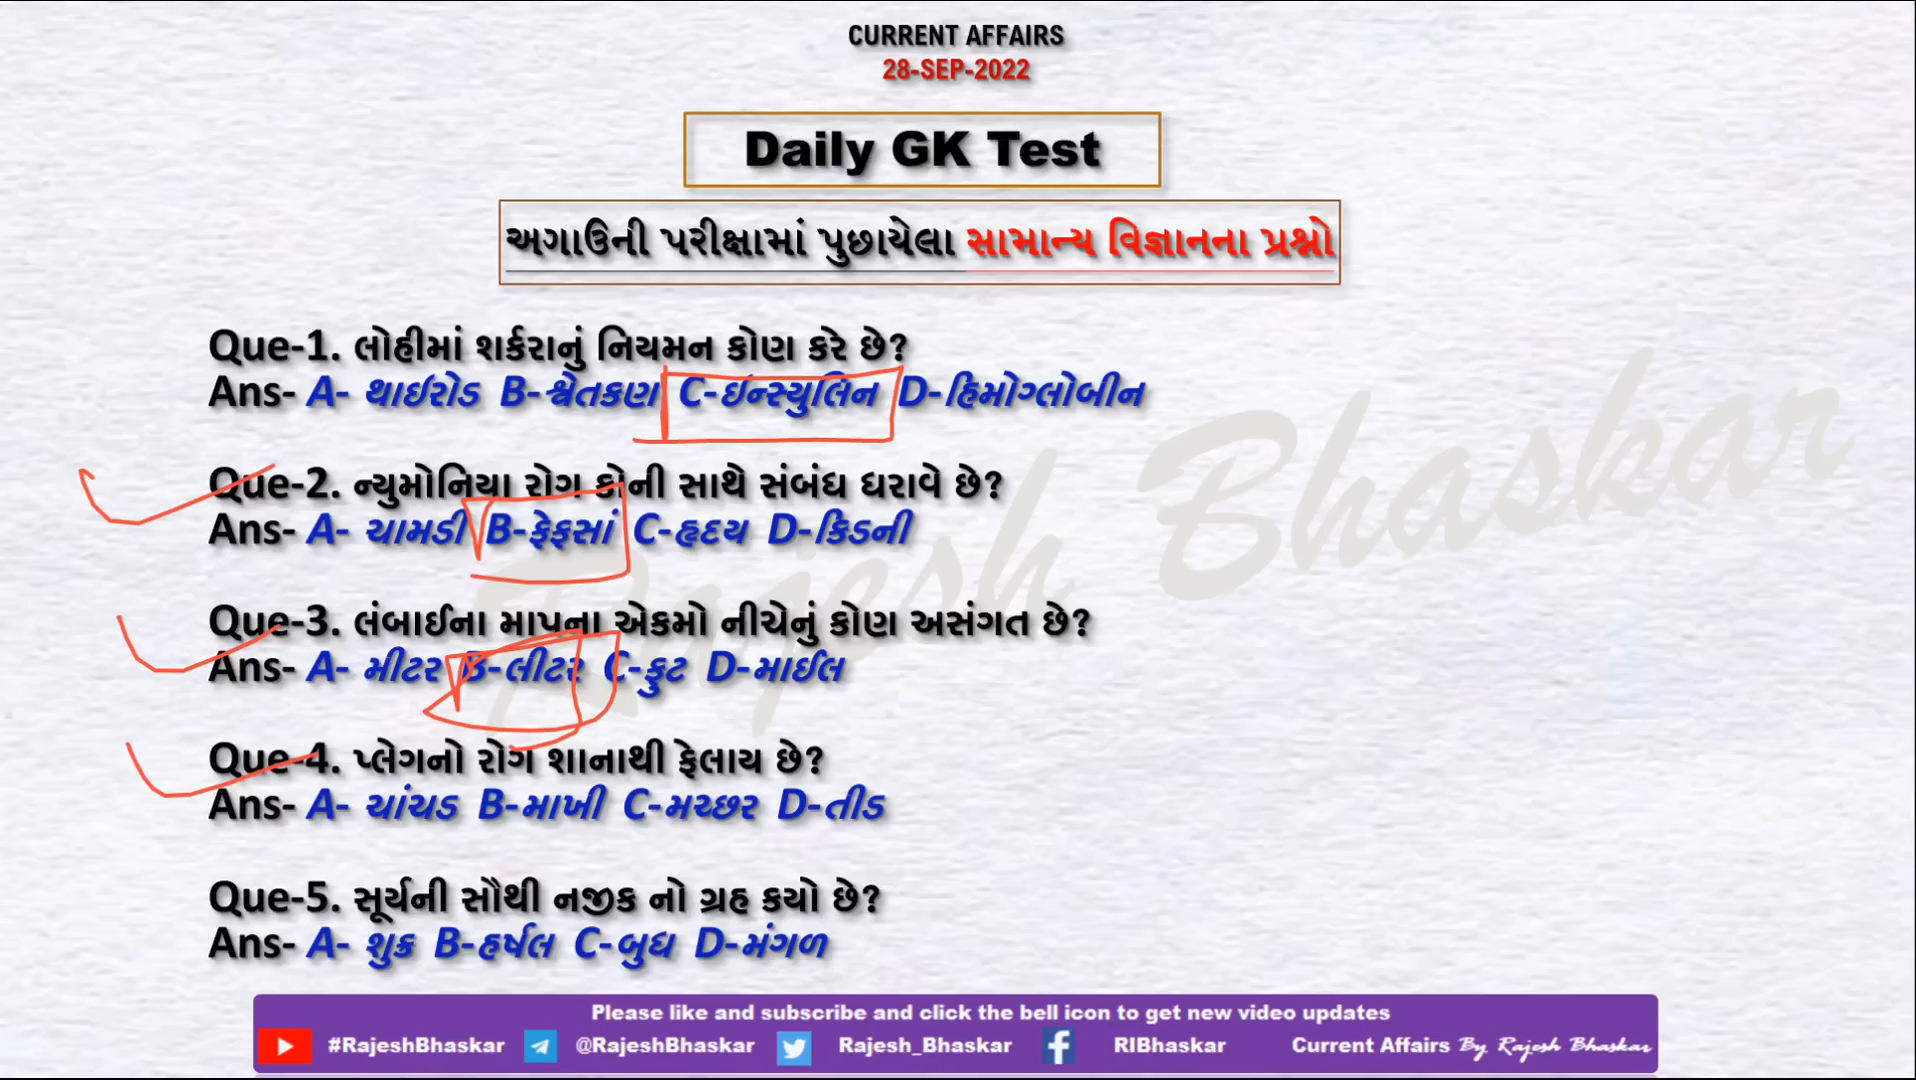 CURRENT AFFAIRS
28-SEP-2022
Daily GK Test
અગાઉની પરીક્ષામાં પુછાયેલા સામાન્ય વિજ્ઞાનના પ્રશ્નો
Que-1. લોહીમાં શર્કરાનું નિયમન કોણ કરે છે?
Ans- A- થાઈરોડ B-શ્વેતકણ C-ઇન્સ્યુલિન D-હિમોગ્લોબીન
Que-2. ન્યુમોનિયા રોગ કોની સાથે સંબંધ ધરાવે છે?
Ans- A- ચામડી B-ફેફસાં C-હૃદય D-કિડની
Que-3. લંબાઈના માપના એકમો નીચેનું કોણ અસંગત છે?
Ans- A- મીટર B-લીટર C-ફુટ D-માઈલ
Que-4. પ્લેગનો રોગ શાનાથી ફેલાય છે?
Ans- A- ચાંચડ B-માખી C-મચ્છર D-તીડ
Que-5. સૂર્યની સૌથી નજીક નો ગ્રહ કયો છે?
Ans- A- શુક્ર B-હર્ષલ C-બુધ D-મંગળ
Rajesh Bhaskar
Please like and subscribe and click the bell icon to get new video updates
#RajeshBhaskar @RajeshBhaskar Rajesh_Bhaskar RIBhaskar Current Affairs By Rajesh Bhaskar